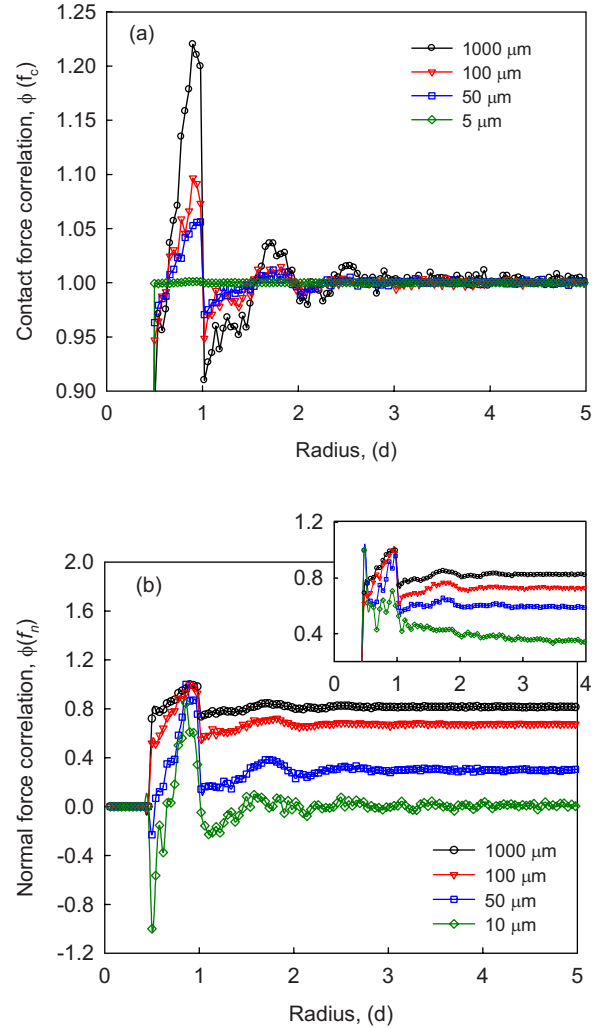 (a)
1000 μm
100 μm
50 μm
5 μm
1.25
1.20
1.15
1.10
1.05
1.00
0.95
0.90
Contact force correlation, ϕ (f_c)
0 1 2 3 4 5
Radius, (d)
1.2
0.8
0.4
0 1 2 3 4
(b)
2.0
1.6
1.2
0.8
0.4
0.0
-0.4
-0.8
-1.2
Normal force correlation, ϕ(f_n)
1000 μm
100 μm
50 μm
10 μm
0 1 2 3 4 5
Radius, (d)